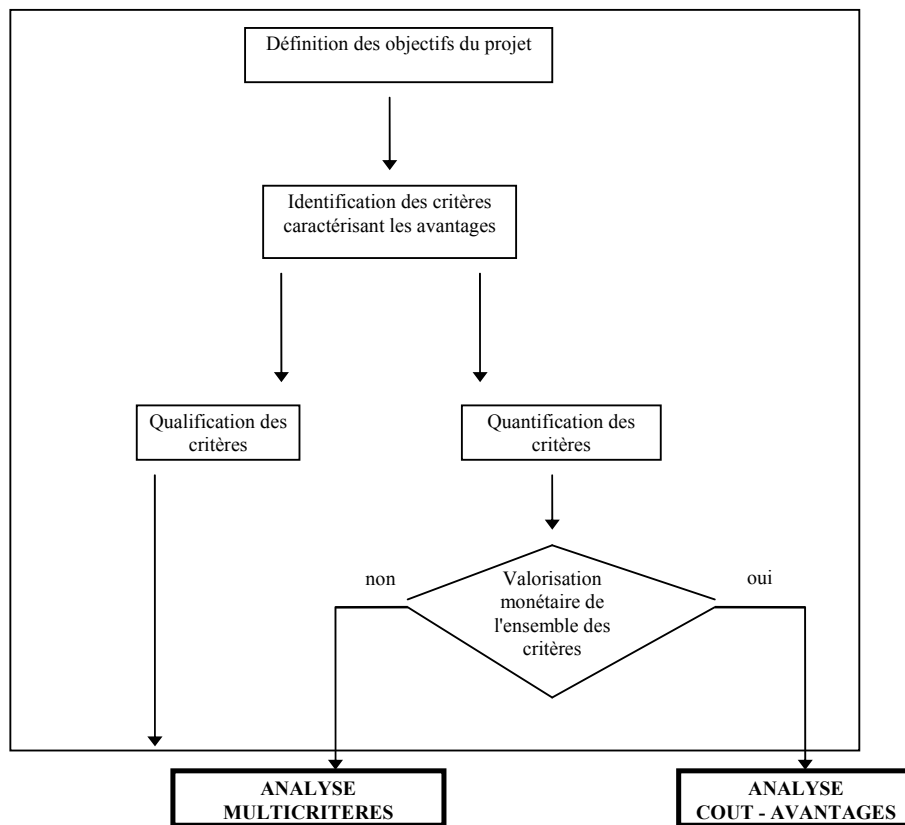 Définition des objectifs du projet
Identification des critères
caractérisant les avantages
Qualification des
critères
Quantification des
critères
non
Valorisation
monétaire de
l'ensemble des
critères
oui
ANALYSE
MULTICRITERES
ANALYSE
COUT - AVANTAGES